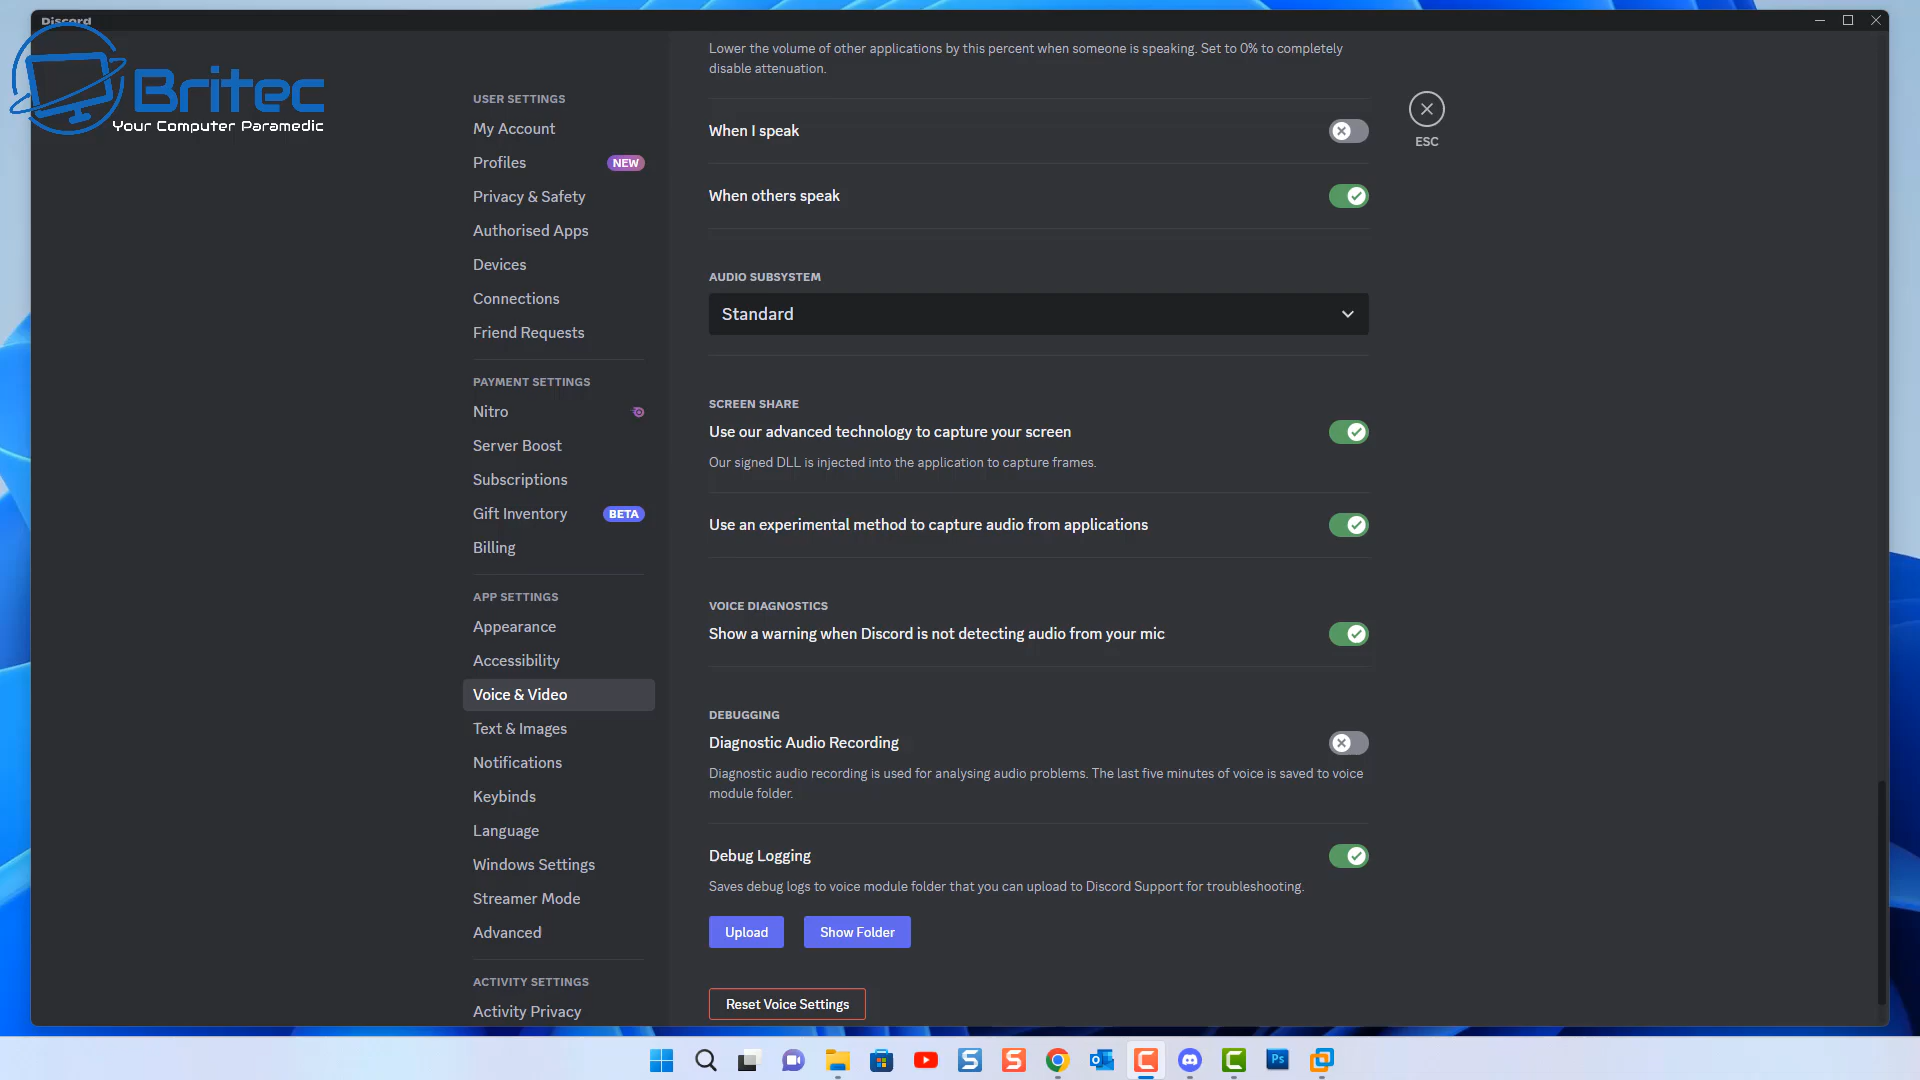 Discord
Britec
Your Computer Paramedic
USER SETTINGS
My Account
Profiles
NEW
Privacy & Safety
Authorised Apps
Devices
Connections
Friend Requests
PAYMENT SETTINGS
Nitro
Server Boost
Subscriptions
Gift Inventory
BETA
Billing
APP SETTINGS
Appearance
Accessibility
Voice & Video
Text & Images
Notifications
Keybinds
Language
Windows Settings
Streamer Mode
Advanced
ACTIVITY SETTINGS
Activity Privacy
Lower the volume of other applications by this percent when someone is speaking. Set to 0% to completely
disable attenuation.
When I speak
When others speak
AUDIO SUBSYSTEM
Standard
SCREEN SHARE
Use our advanced technology to capture your screen
Our signed DLL is injected into the application to capture frames.
Use an experimental method to capture audio from applications
VOICE DIAGNOSTICS
Show a warning when Discord is not detecting audio from your mic
DEBUGGING
Diagnostic Audio Recording
Diagnostic audio recording is used for analysing audio problems. The last five minutes of voice is saved to voice
module folder.
Debug Logging
Saves debug logs to voice module folder that you can upload to Discord Support for troubleshooting.
Upload
Show Folder
Reset Voice Settings
ESC
S
S
C
C
Ps